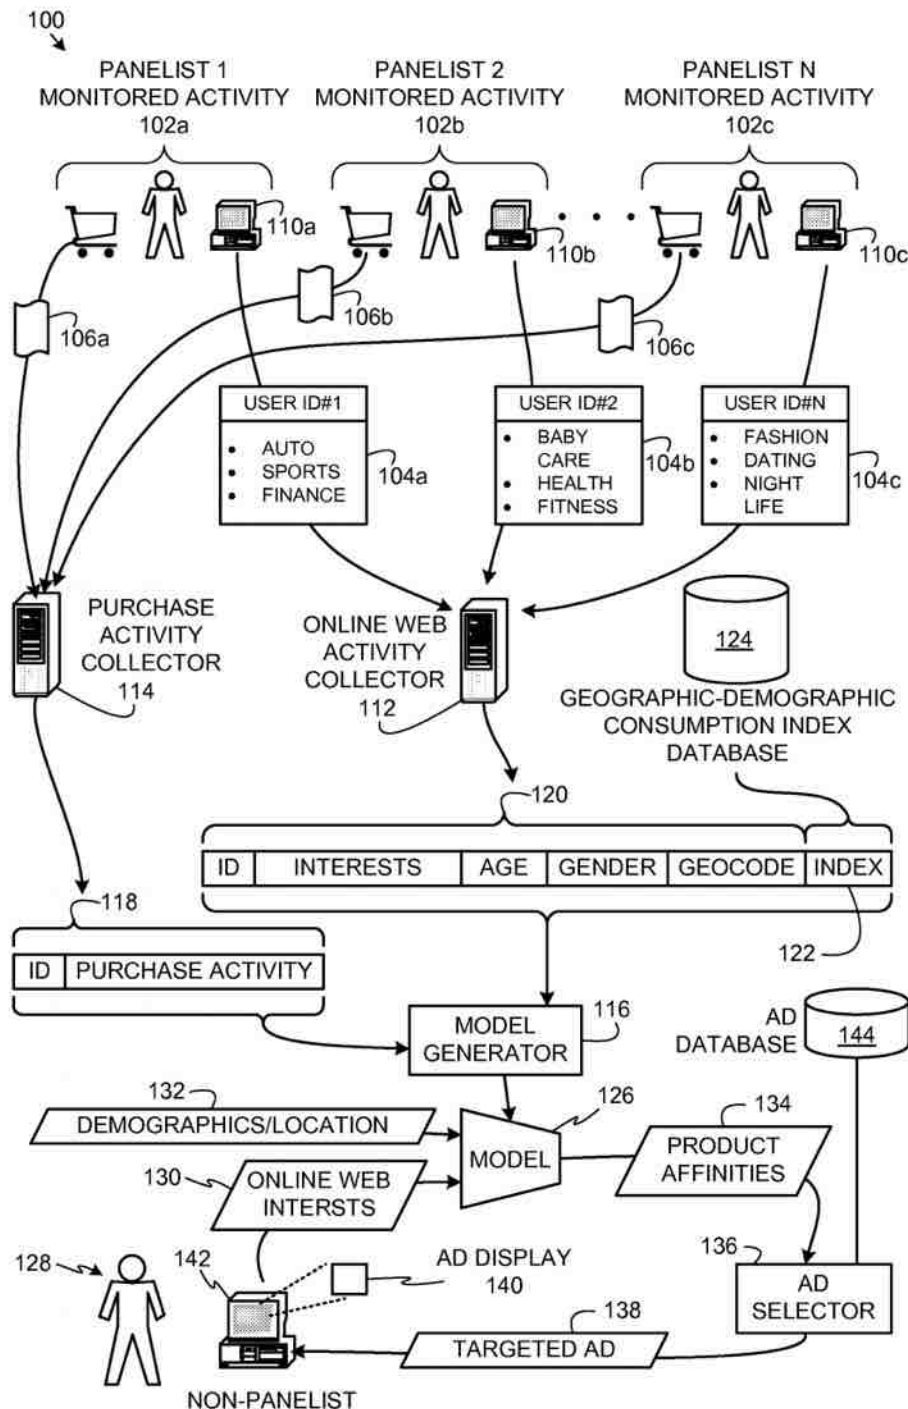 100
PANELIST 1
MONITORED ACTIVITY
102a
PANELIST 2
MONITORED ACTIVITY
102b
PANELIST N
MONITORED ACTIVITY
102c
110a
110b
110c
106a
106b
106c
USER ID#1
• AUTO
• SPORTS
• FINANCE
104a
USER ID#2
• BABY
CARE
• HEALTH
• FITNESS
104b
USER ID#N
• FASHION
• DATING
• NIGHT
LIFE
104c
PURCHASE
ACTIVITY
COLLECTOR
114
ONLINE WEB
ACTIVITY
COLLECTOR
112
124
GEOGRAPHIC-DEMOGRAPHIC
CONSUMPTION INDEX
DATABASE
120
ID INTERESTS AGE GENDER GEOCODE INDEX
122
118
ID PURCHASE ACTIVITY
MODEL
GENERATOR
116
AD
DATABASE
144
132
DEMOGRAPHICS/LOCATION
126
MODEL
134
PRODUCT
AFFINITIES
130
ONLINE WEB
INTERSTS
128
142
AD DISPLAY
140
136
AD
SELECTOR
138
TARGETED AD
NON-PANELIST